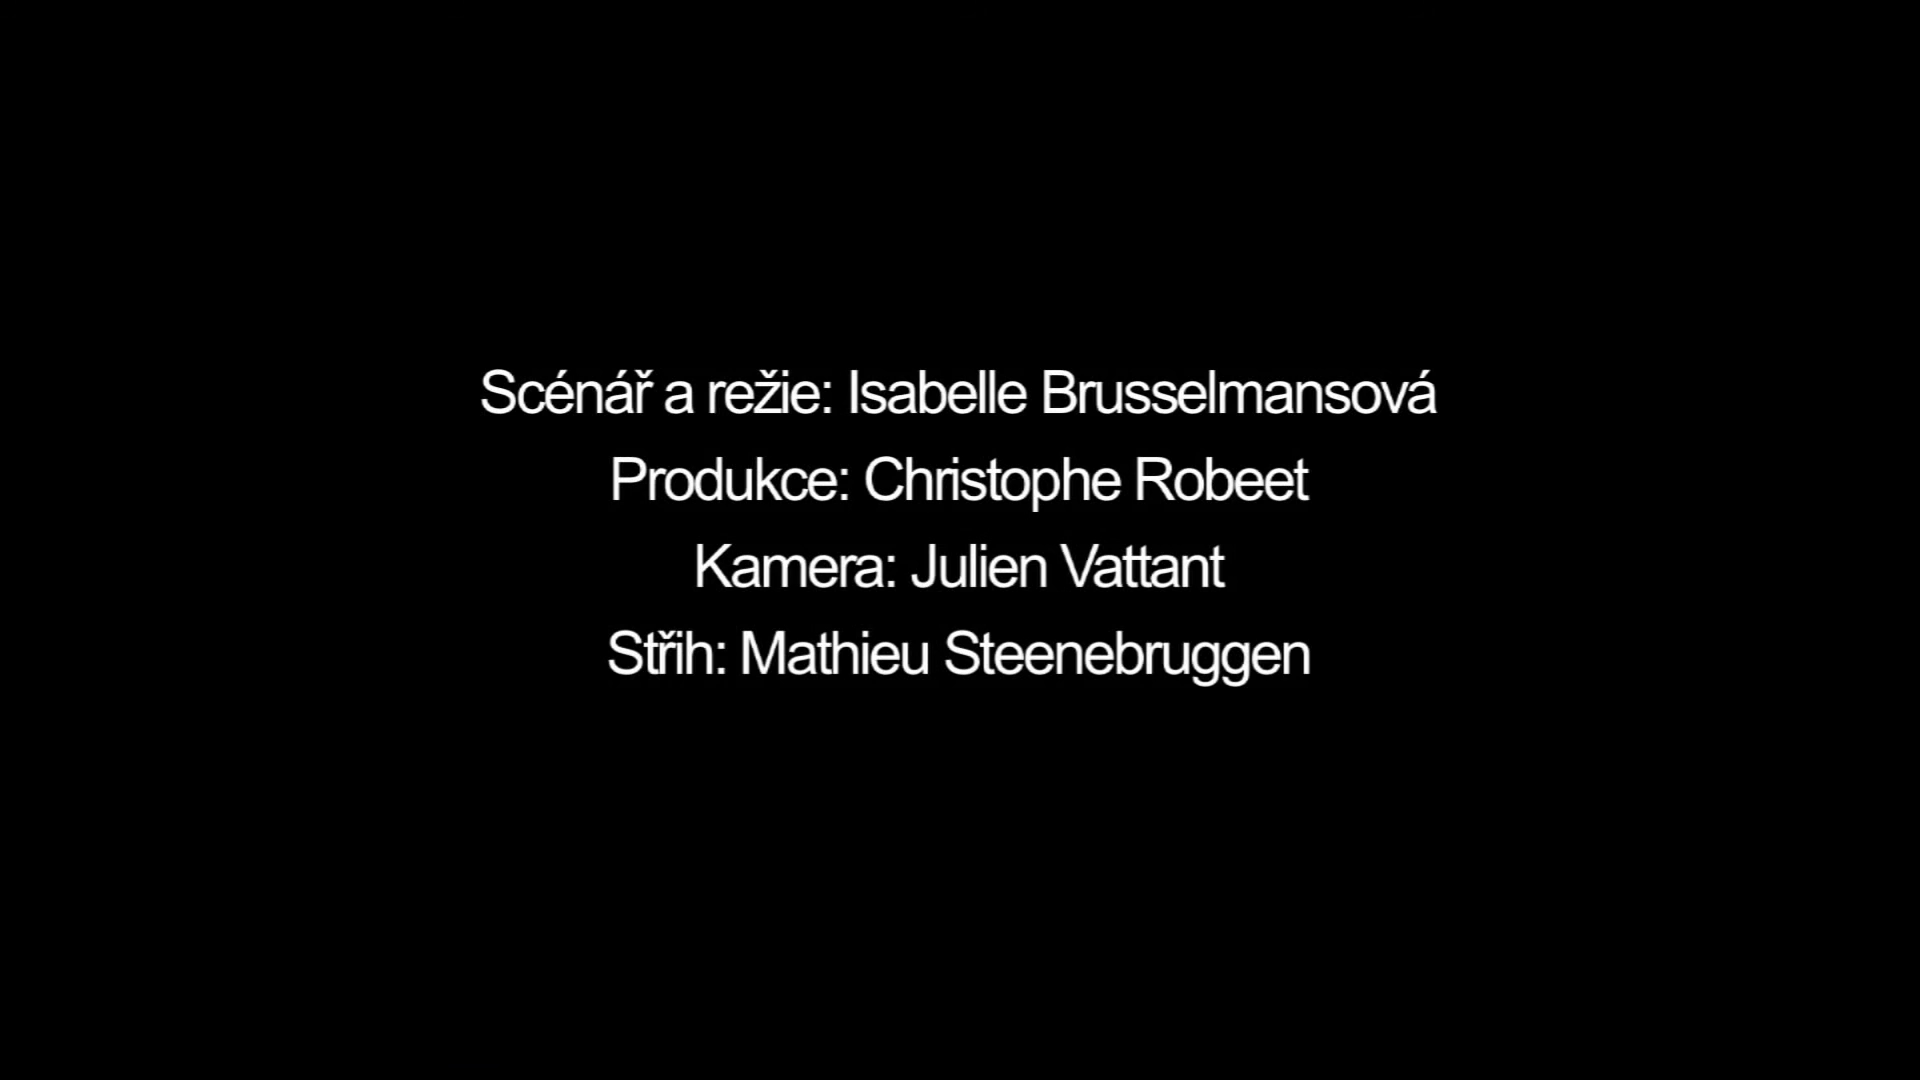 Scénář a režie: Isabelle Brusselmansová
Produkce: Christophe Robeet
Kamera: Julien Vattant
Střih: Mathieu Steenebruggen